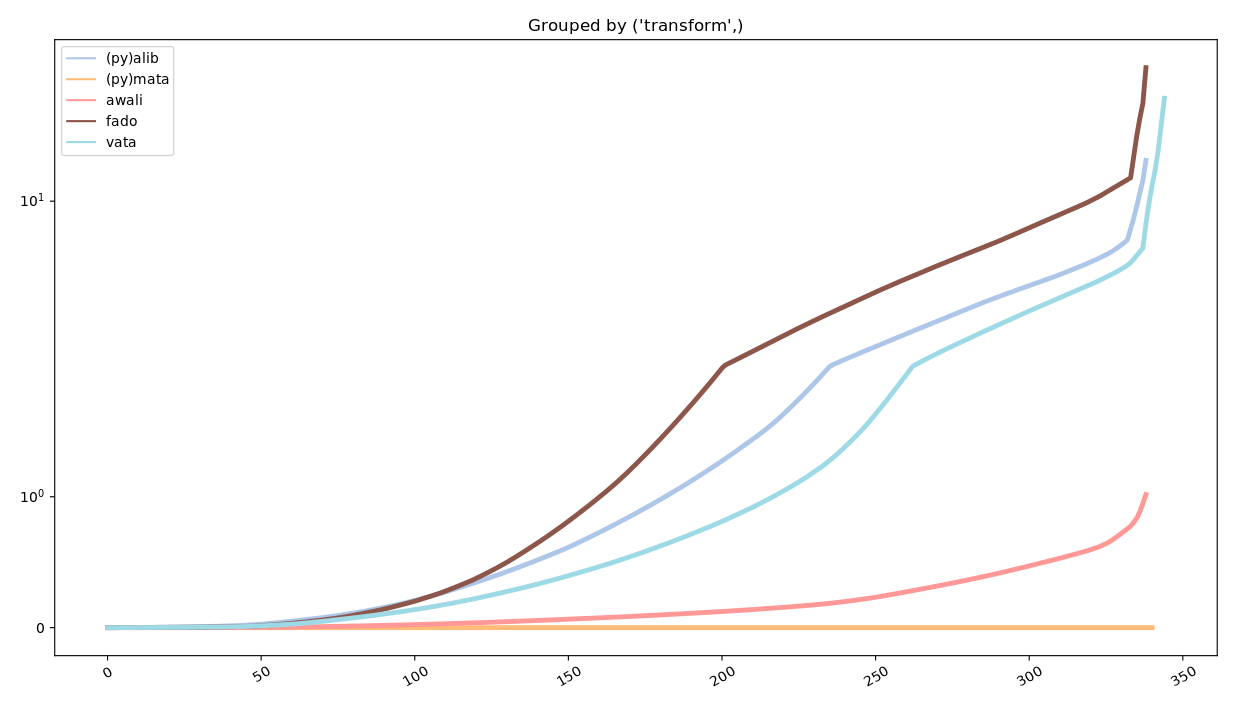 Grouped by ('transform',)
(py)alib
(py)mata
awali
fado
vata
10¹
10⁰
0
0
50
100
150
200
250
300
350